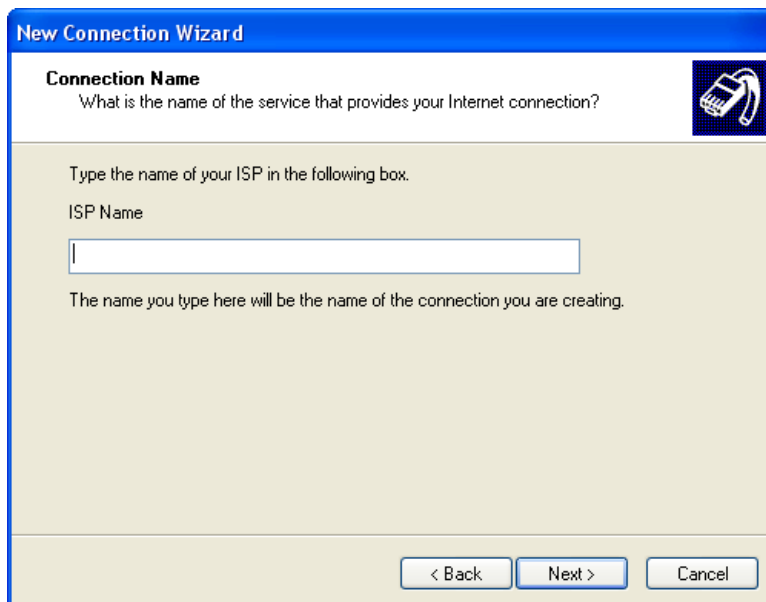 New Connection Wizard
Connection Name
What is the name of the service that provides your Internet connection?
Type the name of your ISP in the following box.
ISP Name
The name you type here will be the name of the connection you are creating.
< Back
Next >
Cancel